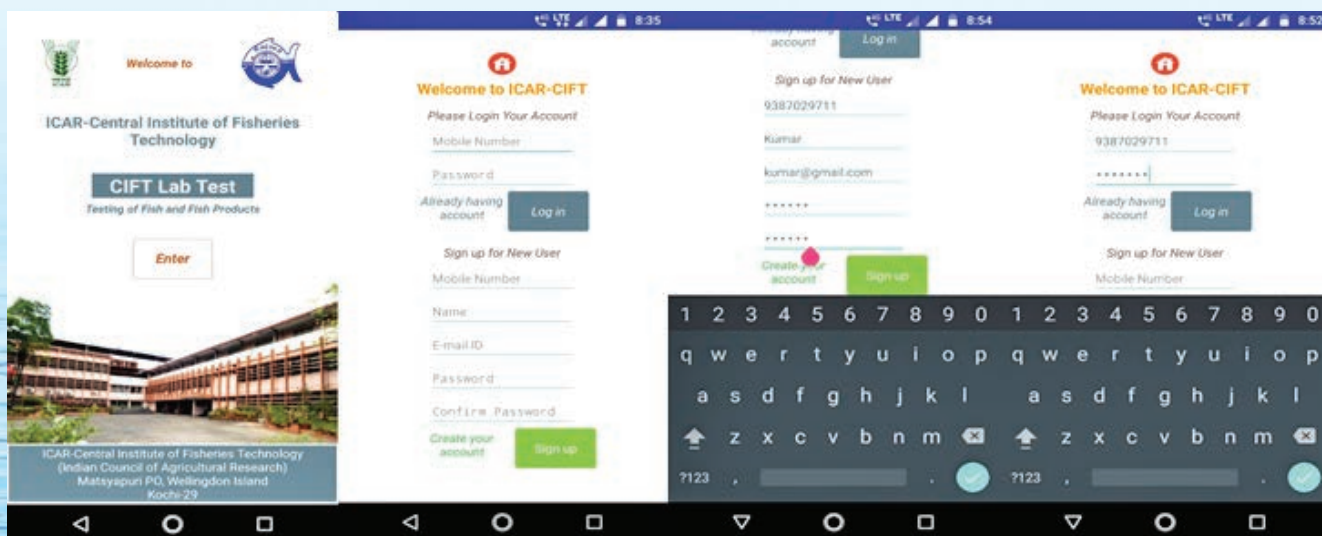 Welcome to
ICAR-Central Institute of Fisheries
Technology
CIFT Lab Test
Testing of Fish and Fish Products
Enter
ICAR-Central Institute of Fisheries Technology
(Indian Council of Agricultural Research)
Matsyapuri PO, Wellingdon Island
Kochi-29
LTE 8:35
Welcome to ICAR-CIFT
Please Login Your Account
Mobile Number
Password
Already having
account
Log in
Sign up for New User
Mobile Number
Name
E-mail ID
Password
Confirm Password
Create your
account
Sign up
LTE 8:54
Already having
account
Log in
Sign up for New User
9387029711
Kumar
kumar@gmail.com
••••••
••••••
Create your
account
Sign up
1 2 3 4 5 6 7 8 9 0
q w e r t y u i o p
a s d f g h j k l
z x c v b n m
?123 , .
LTE 8:52
Welcome to ICAR-CIFT
Please Login Your Account
9387029711
•••••••
Already having
account
Log in
Sign up for New User
Mobile Number
1 2 3 4 5 6 7 8 9 0
q w e r t y u i o p
a s d f g h j k l
z x c v b n m
?123 , .